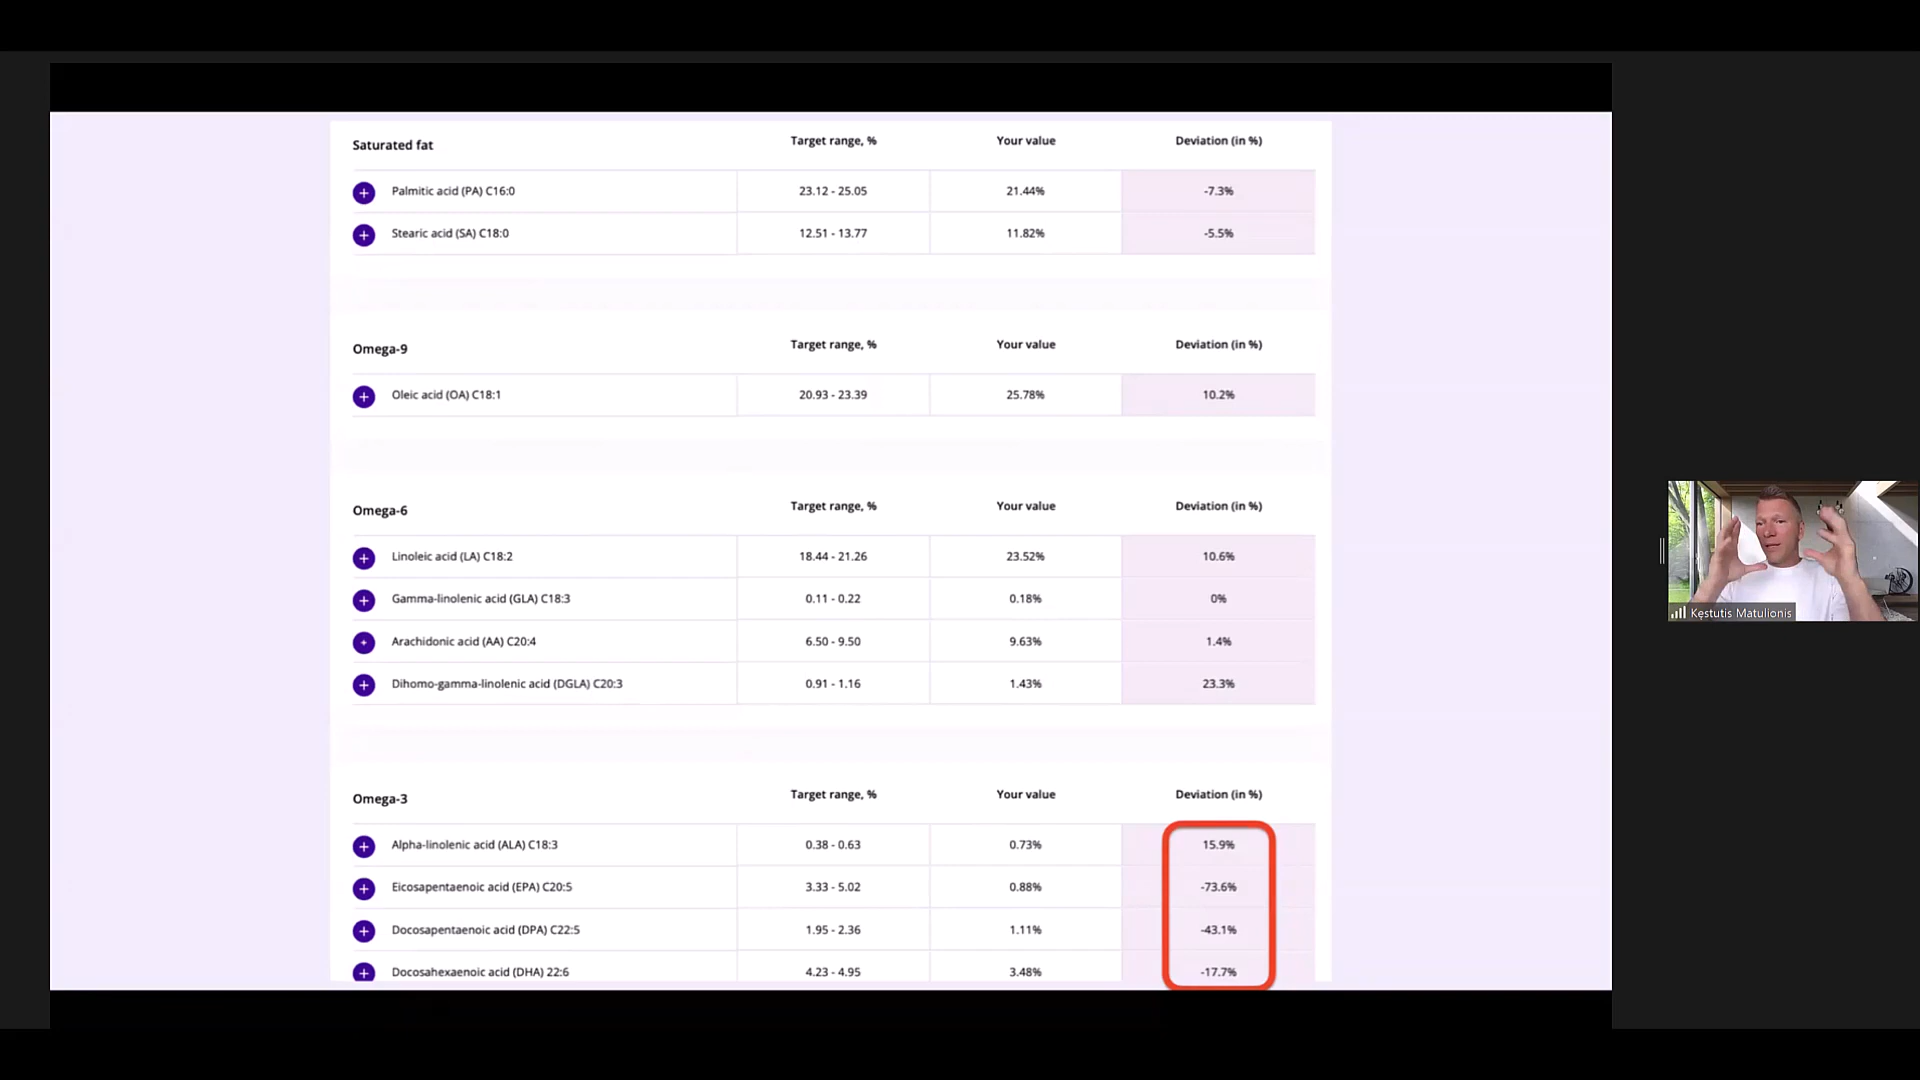 Saturated fat Target range, % Your value Deviation (in %)
Palmitic acid (PA) C16:0 23.12 - 25.05 21.44% -7.3%
Stearic acid (SA) C18:0 12.51 - 13.77 11.82% -5.5%
Omega-9 Target range, % Your value Deviation (in %)
Oleic acid (OA) C18:1 20.93 - 23.39 25.78% 10.2%
Omega-6 Target range, % Your value Deviation (in %)
Linoleic acid (LA) C18:2 18.44 - 21.26 23.52% 10.6%
Gamma-linolenic acid (GLA) C18:3 0.11 - 0.22 0.18% 0%
Arachidonic acid (AA) C20:4 6.50 - 9.50 9.63% 1.4%
Dihomo-gamma-linolenic acid (DGLA) C20:3 0.91 - 1.16 1.43% 23.3%
Omega-3 Target range, % Your value Deviation (in %)
Alpha-linolenic acid (ALA) C18:3 0.38 - 0.63 0.73% 15.9%
Eicosapentaenoic acid (EPA) C20:5 3.33 - 5.02 0.88% -73.6%
Docosapentaenoic acid (DPA) C22:5 1.95 - 2.36 1.11% -43.1%
Docosahexaenoic acid (DHA) 22:6 4.23 - 4.95 3.48% -17.7%
Kęstutis Matulionis